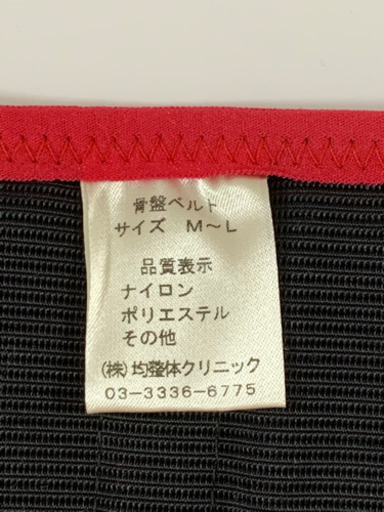 骨盤ベルト
サイズ M〜L
品質表示
ナイロン
ポリエステル
その他
(株)均整体クリニック
03-3336-6775